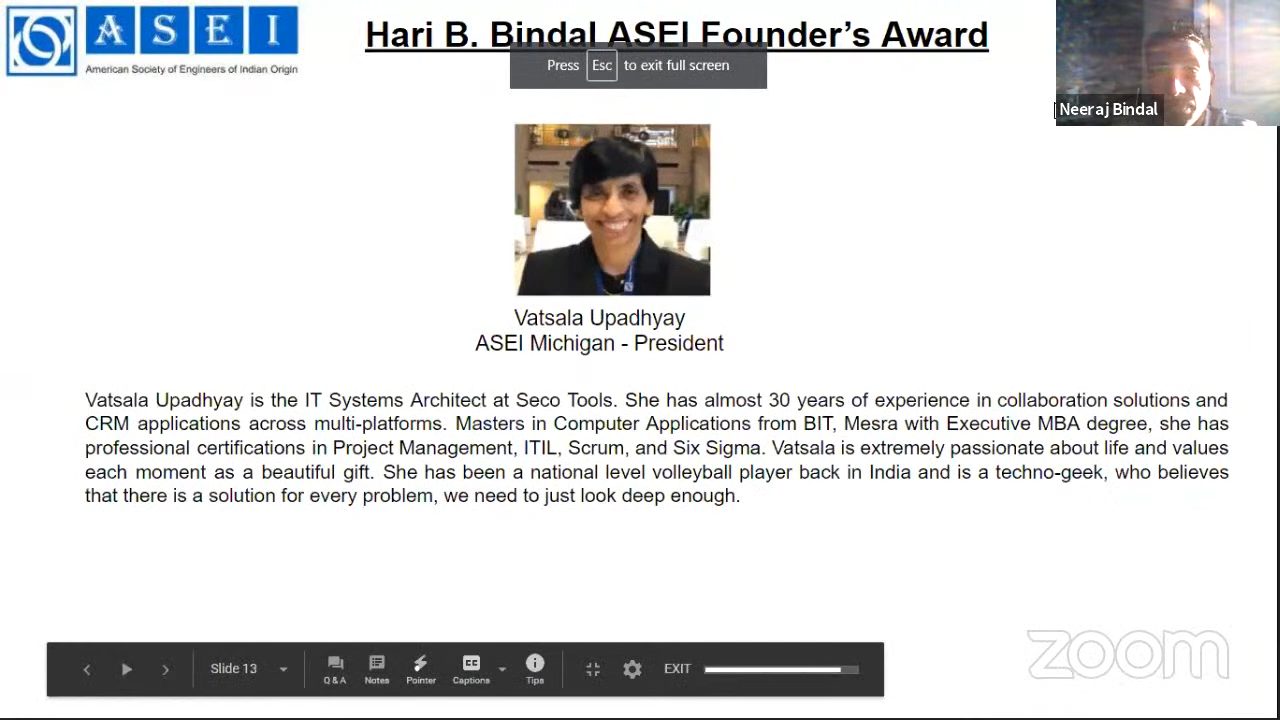 ASEI
American Society of Engineers of Indian Origin
Hari B. Bindal ASEI Founder's Award
Press Esc to exit full screen
Neeraj Bindal
Vatsala Upadhyay
ASEI Michigan - President
Vatsala Upadhyay is the IT Systems Architect at Seco Tools. She has almost 30 years of experience in collaboration solutions and
CRM applications across multi-platforms. Masters in Computer Applications from BIT, Mesra with Executive MBA degree, she has
professional certifications in Project Management, ITIL, Scrum, and Six Sigma. Vatsala is extremely passionate about life and values
each moment as a beautiful gift. She has been a national level volleyball player back in India and is a techno-geek, who believes
that there is a solution for every problem, we need to just look deep enough.
zoom
Slide 13
CC
Q & A Notes Pointer Captions Tips
EXIT